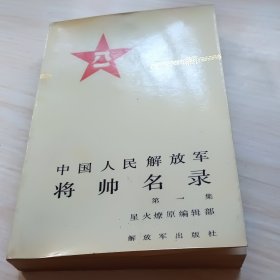 八一
中国人民解放军
将帅名录
第一集
星火燎原编辑部
解放军出版社